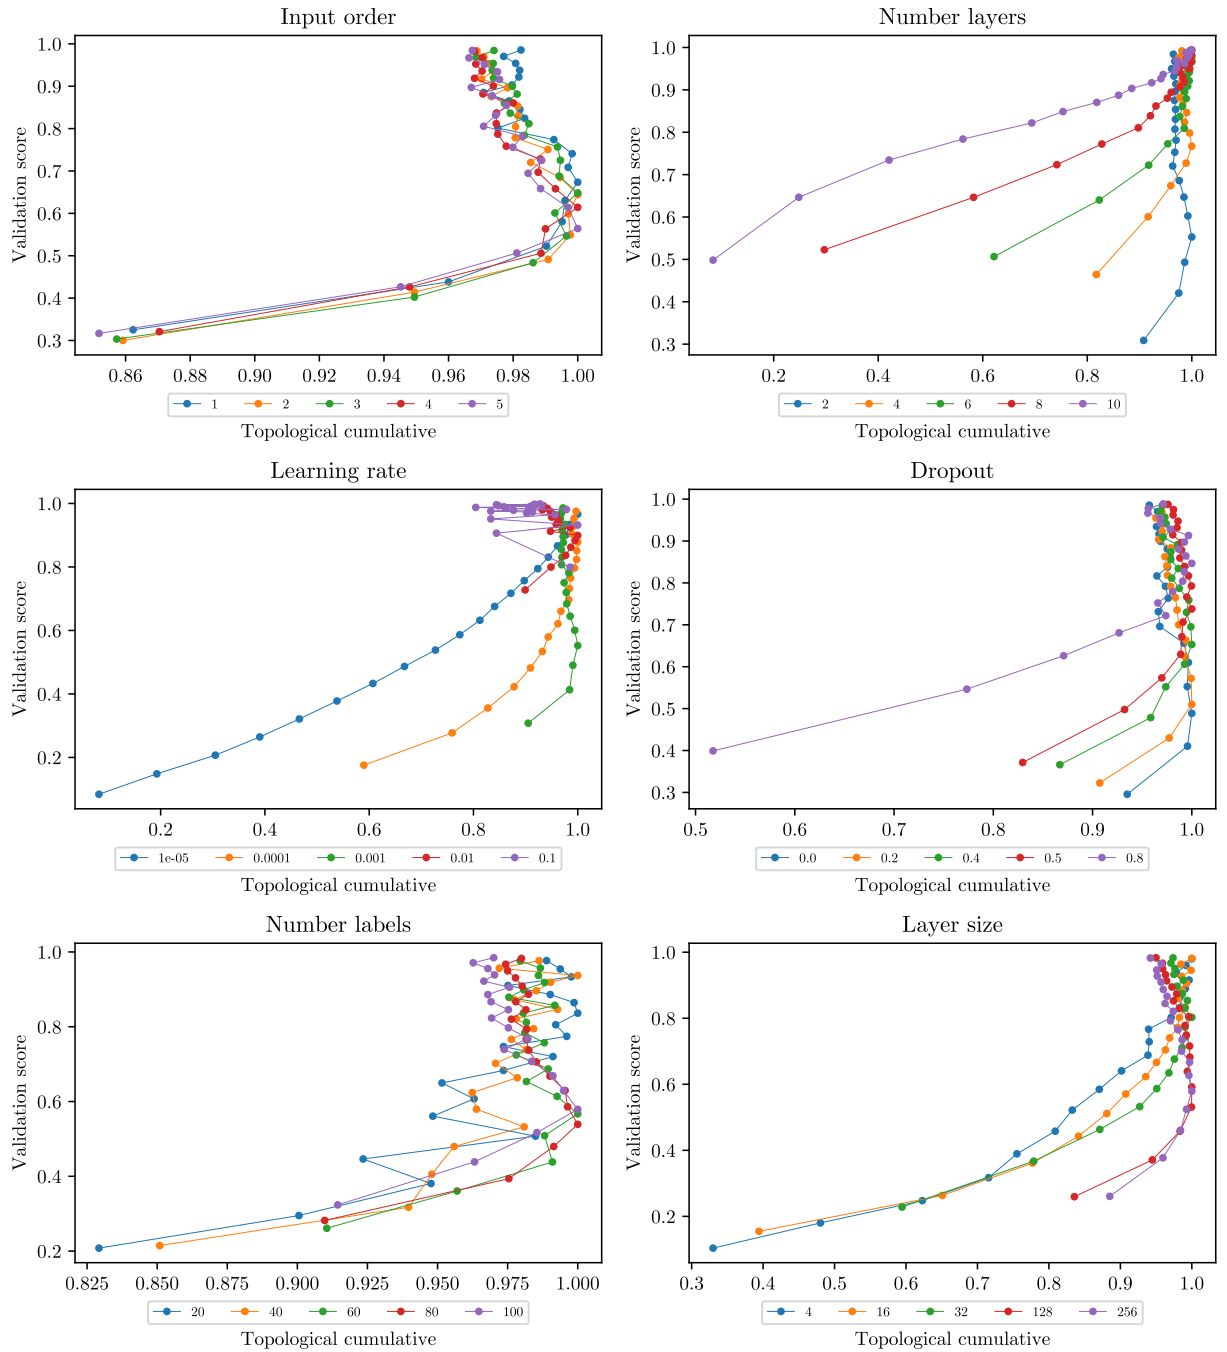 Input order
Validation score
1.0
0.9
0.8
0.7
0.6
0.5
0.4
0.3
0.86 0.88 0.90 0.92 0.94 0.96 0.98 1.00
1 2 3 4 5
Topological cumulative
Number layers
Validation score
1.0
0.9
0.8
0.7
0.6
0.5
0.4
0.3
0.2 0.4 0.6 0.8 1.0
2 4 6 8 10
Topological cumulative
Learning rate
Validation score
1.0
0.8
0.6
0.4
0.2
0.2 0.4 0.6 0.8 1.0
1e-05 0.0001 0.001 0.01 0.1
Topological cumulative
Dropout
Validation score
1.0
0.9
0.8
0.7
0.6
0.5
0.4
0.3
0.5 0.6 0.7 0.8 0.9 1.0
0.0 0.2 0.4 0.5 0.8
Topological cumulative
Number labels
Validation score
1.0
0.8
0.6
0.4
0.2
0.825 0.850 0.875 0.900 0.925 0.950 0.975 1.000
20 40 60 80 100
Topological cumulative
Layer size
Validation score
1.0
0.8
0.6
0.4
0.2
0.3 0.4 0.5 0.6 0.7 0.8 0.9 1.0
4 16 32 128 256
Topological cumulative